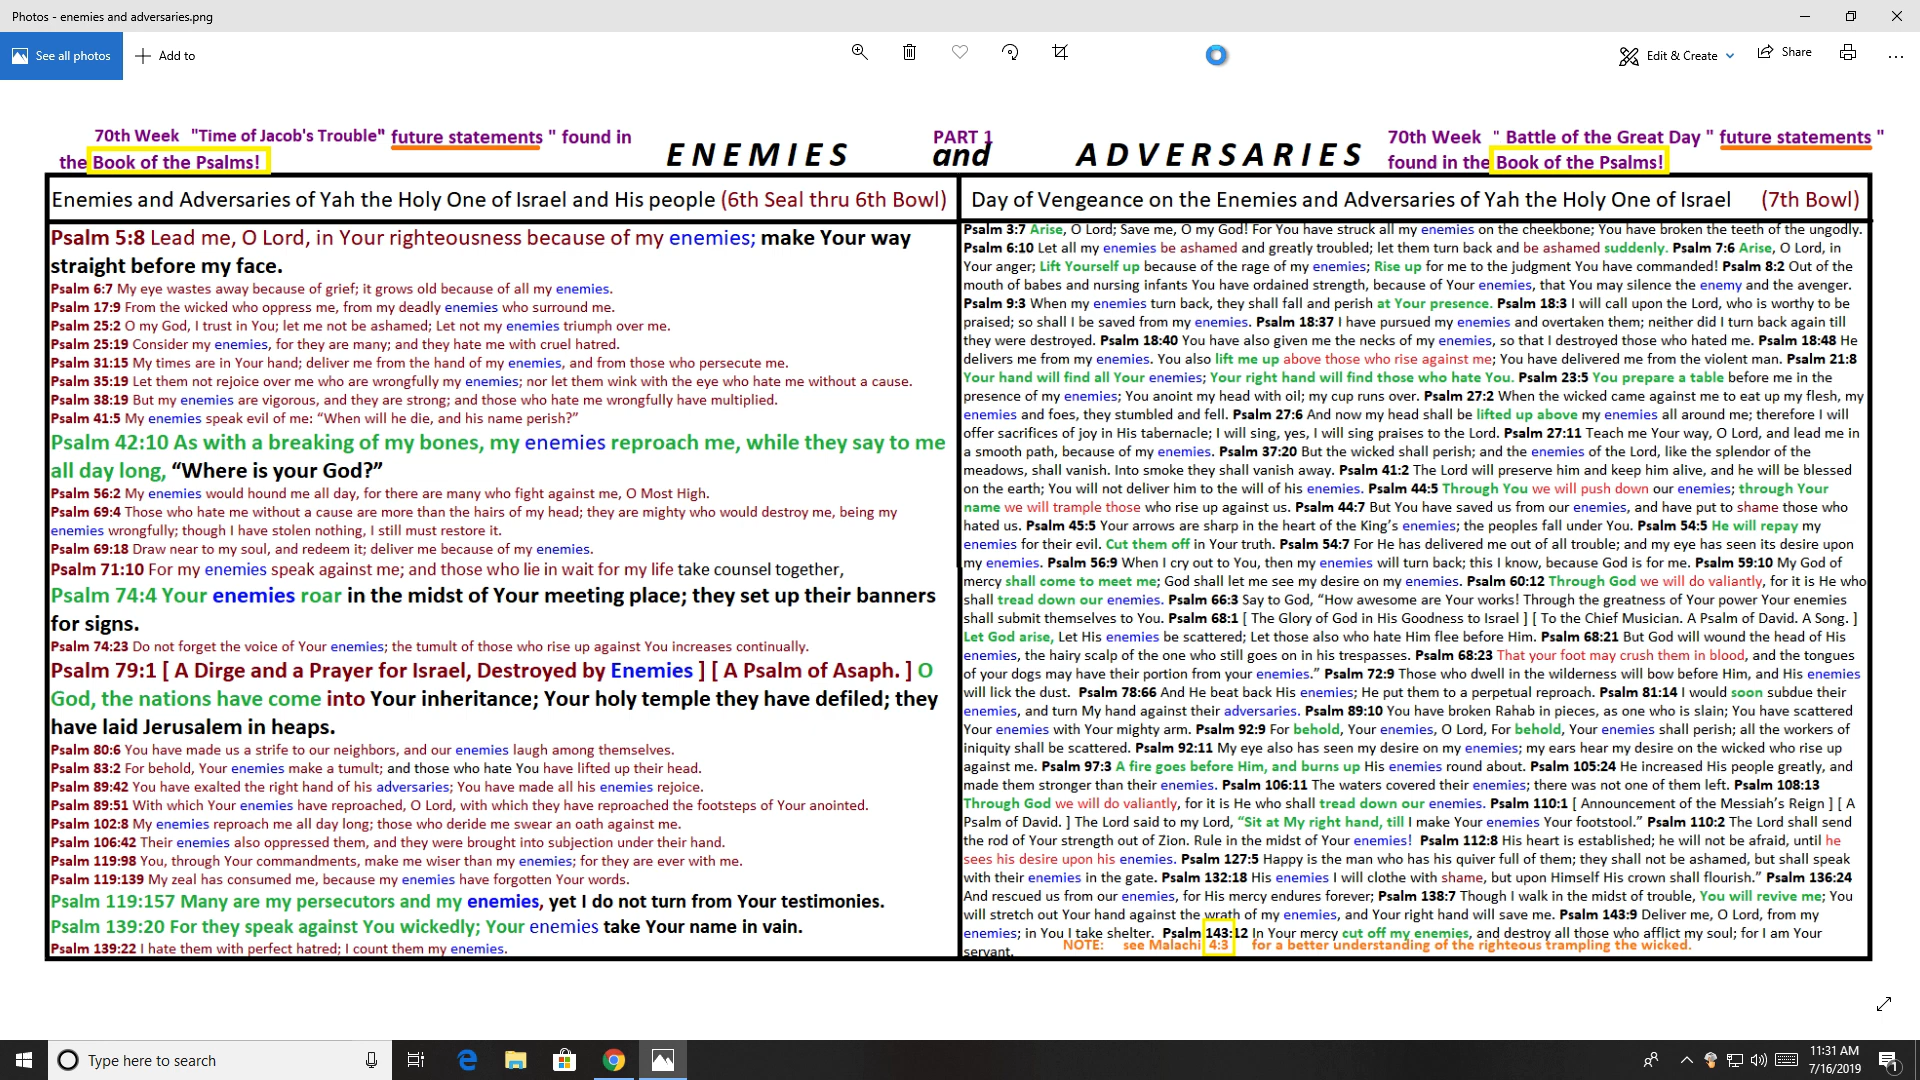 Photos - enemies and adversaries.png
See all photos
Add to
Edit & Create
Share
70th Week "Time of Jacob's Trouble" future statements " found in
the Book of the Psalms!
ENEMIES
PART 1
and
ADVERSARIES
70th Week " Battle of the Great Day " future statements "
found in the Book of the Psalms!
Enemies and Adversaries of Yah the Holy One of Israel and His people (6th Seal thru 6th Bowl)
Psalm 5:8 Lead me, O Lord, in Your righteousness because of my enemies; make Your way
straight before my face.
Psalm 6:7 My eye wastes away because of grief; it grows old because of all my enemies.
Psalm 17:9 From the wicked who oppress me, from my deadly enemies who surround me.
Psalm 25:2 O my God, I trust in You; let me not be ashamed; Let not my enemies triumph over me.
Psalm 25:19 Consider my enemies, for they are many; and they hate me with cruel hatred.
Psalm 31:15 My times are in Your hand; deliver me from the hand of my enemies, and from those who persecute me.
Psalm 35:19 Let them not rejoice over me who are wrongfully my enemies; nor let them wink with the eye who hate me without a cause.
Psalm 38:19 But my enemies are vigorous, and they are strong; and those who hate me wrongfully have multiplied.
Psalm 41:5 My enemies speak evil of me: “When will he die, and his name perish?”
Psalm 42:10 As with a breaking of my bones, my enemies reproach me, while they say to me
all day long, “Where is your God?”
Psalm 56:2 My enemies would hound me all day, for there are many who fight against me, O Most High.
Psalm 69:4 Those who hate me without a cause are more than the hairs of my head; they are mighty who would destroy me, being my
enemies wrongfully; though I have stolen nothing, I still must restore it.
Psalm 69:18 Draw near to my soul, and redeem it; deliver me because of my enemies.
Psalm 71:10 For my enemies speak against me; and those who lie in wait for my life take counsel together,
Psalm 74:4 Your enemies roar in the midst of Your meeting place; they set up their banners
for signs.
Psalm 74:23 Do not forget the voice of Your enemies; the tumult of those who rise up against You increases continually.
Psalm 79:1 [ A Dirge and a Prayer for Israel, Destroyed by Enemies ] [ A Psalm of Asaph. ] O
God, the nations have come into Your inheritance; Your holy temple they have defiled; they
have laid Jerusalem in heaps.
Psalm 80:6 You have made us a strife to our neighbors, and our enemies laugh among themselves.
Psalm 83:2 For behold, Your enemies make a tumult; and those who hate You have lifted up their head.
Psalm 89:42 You have exalted the right hand of his adversaries; You have made all his enemies rejoice.
Psalm 89:51 With which Your enemies have reproached, O Lord, with which they have reproached the footsteps of Your anointed.
Psalm 102:8 My enemies reproach me all day long; those who deride me swear an oath against me.
Psalm 106:42 Their enemies also oppressed them, and they were brought into subjection under their hand.
Psalm 119:98 You, through Your commandments, make me wiser than my enemies; for they are ever with me.
Psalm 119:139 My zeal has consumed me, because my enemies have forgotten Your words.
Psalm 119:157 Many are my persecutors and my enemies, yet I do not turn from Your testimonies.
Psalm 139:20 For they speak against You wickedly; Your enemies take Your name in vain.
Psalm 139:22 I hate them with perfect hatred; I count them my enemies.
Day of Vengeance on the Enemies and Adversaries of Yah the Holy One of Israel (7th Bowl)
Psalm 3:7 Arise, O Lord; Save me, O my God! For You have struck all my enemies on the cheekbone; You have broken the teeth of the ungodly.
Psalm 6:10 Let all my enemies be ashamed and greatly troubled; let them turn back and be ashamed suddenly. Psalm 7:6 Arise, O Lord, in
Your anger; Lift Yourself up because of the rage of my enemies; Rise up for me to the judgment You have commanded! Psalm 8:2 Out of the
mouth of babes and nursing infants You have ordained strength, because of Your enemies, that You may silence the enemy and the avenger.
Psalm 9:3 When my enemies turn back, they shall fall and perish at Your presence. Psalm 18:3 I will call upon the Lord, who is worthy to be
praised; so shall I be saved from my enemies. Psalm 18:37 I have pursued my enemies and overtaken them; neither did I turn back again till
they were destroyed. Psalm 18:40 You have also given me the necks of my enemies, so that I destroyed those who hated me. Psalm 18:48 He
delivers me from my enemies. You also lift me up above those who rise against me; You have delivered me from the violent man. Psalm 21:8
Your hand will find all Your enemies; Your right hand will find those who hate You. Psalm 23:5 You prepare a table before me in the
presence of my enemies; You anoint my head with oil; my cup runs over. Psalm 27:2 When the wicked came against me to eat up my flesh, my
enemies and foes, they stumbled and fell. Psalm 27:6 And now my head shall be lifted up above my enemies all around me; therefore I will
offer sacrifices of joy in His tabernacle; I will sing, yes, I will sing praises to the Lord. Psalm 27:11 Teach me Your way, O Lord, and lead me in
a smooth path, because of my enemies. Psalm 37:20 But the wicked shall perish; and the enemies of the Lord, like the splendor of the
meadows, shall vanish. Into smoke they shall vanish away. Psalm 41:2 The Lord will preserve him and keep him alive, and he will be blessed
on the earth; You will not deliver him to the will of his enemies. Psalm 44:5 Through You we will push down our enemies; through Your
name we will trample those who rise up against us. Psalm 44:7 But You have saved us from our enemies, and have put to shame those who
hated us. Psalm 45:5 Your arrows are sharp in the heart of the King’s enemies; the peoples fall under You. Psalm 54:5 He will repay my
enemies for their evil. Cut them off in Your truth. Psalm 54:7 For He has delivered me out of all trouble; and my eye has seen its desire upon
my enemies. Psalm 56:9 When I cry out to You, then my enemies will turn back; this I know, because God is for me. Psalm 59:10 My God of
mercy shall come to meet me; God shall let me see my desire on my enemies. Psalm 60:12 Through God we will do valiantly, for it is He who
shall tread down our enemies. Psalm 66:3 Say to God, “How awesome are Your works! Through the greatness of Your power Your enemies
shall submit themselves to You. Psalm 68:1 [ The Glory of God in His Goodness to Israel ] [ To the Chief Musician. A Psalm of David. A Song. ]
Let God arise, Let His enemies be scattered; Let those also who hate Him flee before Him. Psalm 68:21 But God will wound the head of His
enemies, the hairy scalp of the one who still goes on in his trespasses. Psalm 68:23 That your foot may crush them in blood, and the tongues
of your dogs may have their portion from your enemies.” Psalm 72:9 Those who dwell in the wilderness will bow before Him, and His enemies
will lick the dust. Psalm 78:66 And He beat back His enemies; He put them to a perpetual reproach. Psalm 81:14 I would soon subdue their
enemies, and turn My hand against their adversaries. Psalm 89:10 You have broken Rahab in pieces, as one who is slain; You have scattered
Your enemies with Your mighty arm. Psalm 92:9 For behold, Your enemies, O Lord, For behold, Your enemies shall perish; all the workers of
iniquity shall be scattered. Psalm 92:11 My eye also has seen my desire on my enemies; my ears hear my desire on the wicked who rise up
against me. Psalm 97:3 A fire goes before Him, and burns up His enemies round about. Psalm 105:24 He increased His people greatly, and
made them stronger than their enemies. Psalm 106:11 The waters covered their enemies; there was not one of them left. Psalm 108:13
Through God we will do valiantly, for it is He who shall tread down our enemies. Psalm 110:1 [ Announcement of the Messiah’s Reign ] [ A
Psalm of David. ] The Lord said to my Lord, “Sit at My right hand, till I make Your enemies Your footstool.” Psalm 110:2 The Lord shall send
the rod of Your strength out of Zion. Rule in the midst of Your enemies! Psalm 112:8 His heart is established; he will not be afraid, until he
sees his desire upon his enemies. Psalm 127:5 Happy is the man who has his quiver full of them; they shall not be ashamed, but shall speak
with their enemies in the gate. Psalm 132:18 His enemies I will clothe with shame, but upon Himself His crown shall flourish.” Psalm 136:24
And rescued us from our enemies, for His mercy endures forever; Psalm 138:7 Though I walk in the midst of trouble, You will revive me; You
will stretch out Your hand against the wrath of my enemies, and Your right hand will save me. Psalm 143:9 Deliver me, O Lord, from my
enemies; in You I take shelter. Psalm 143:12 In Your mercy cut off my enemies, and destroy all those who afflict my soul; for I am Your
servant.
NOTE: see Malachi 4:3 for a better understanding of the righteous trampling the wicked.
Type here to search
11:31 AM
7/16/2019
1